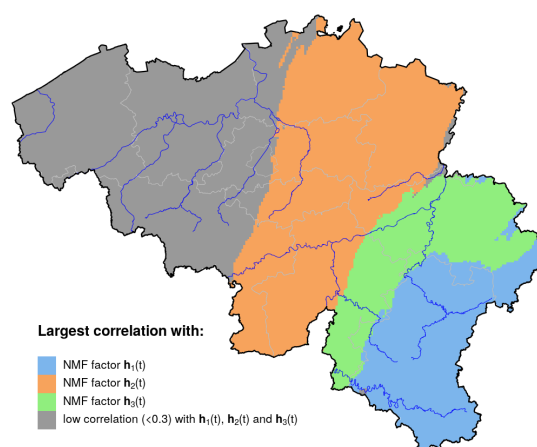 Largest correlation with:
NMF factor h₁(t)
NMF factor h₂(t)
NMF factor h₃(t)
low correlation (<0.3) with h₁(t), h₂(t) and h₃(t)